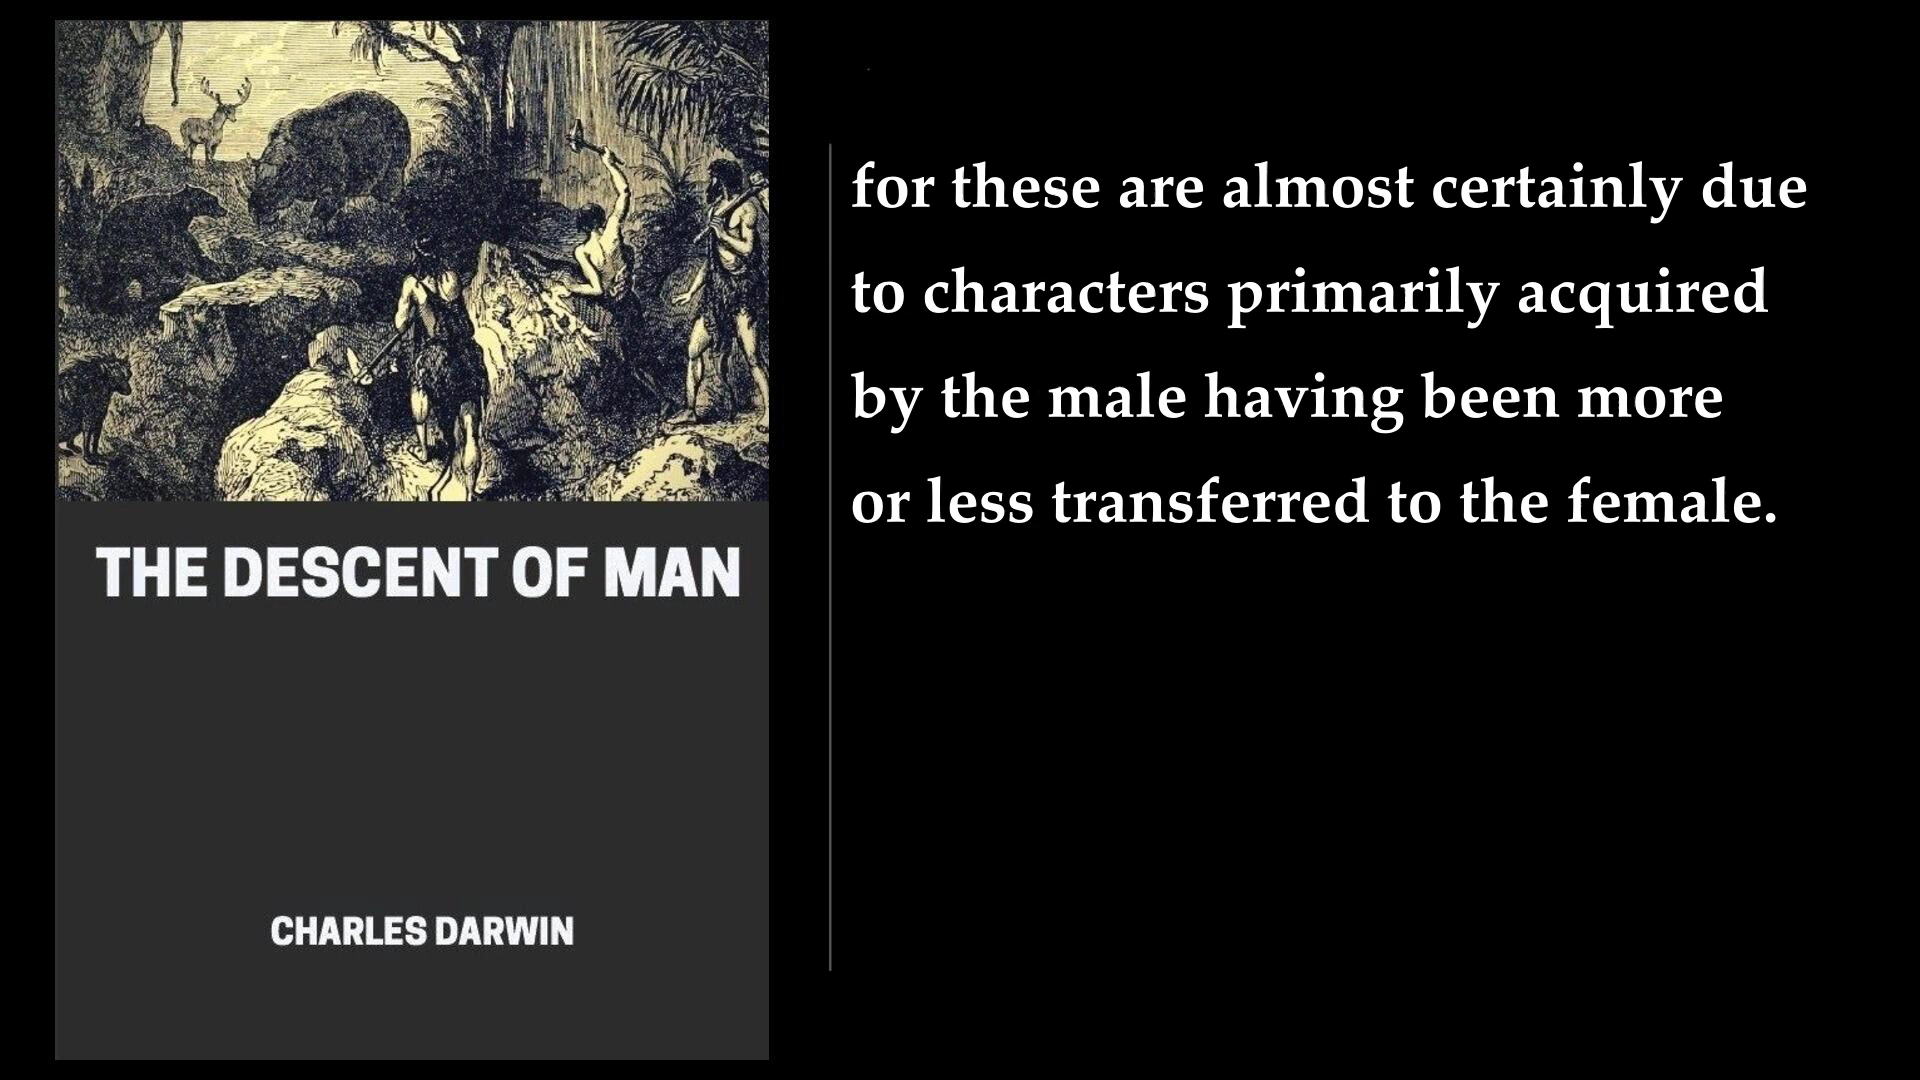 THE DESCENT OF MAN
CHARLES DARWIN
for these are almost certainly due
to characters primarily acquired
by the male having been more
or less transferred to the female.